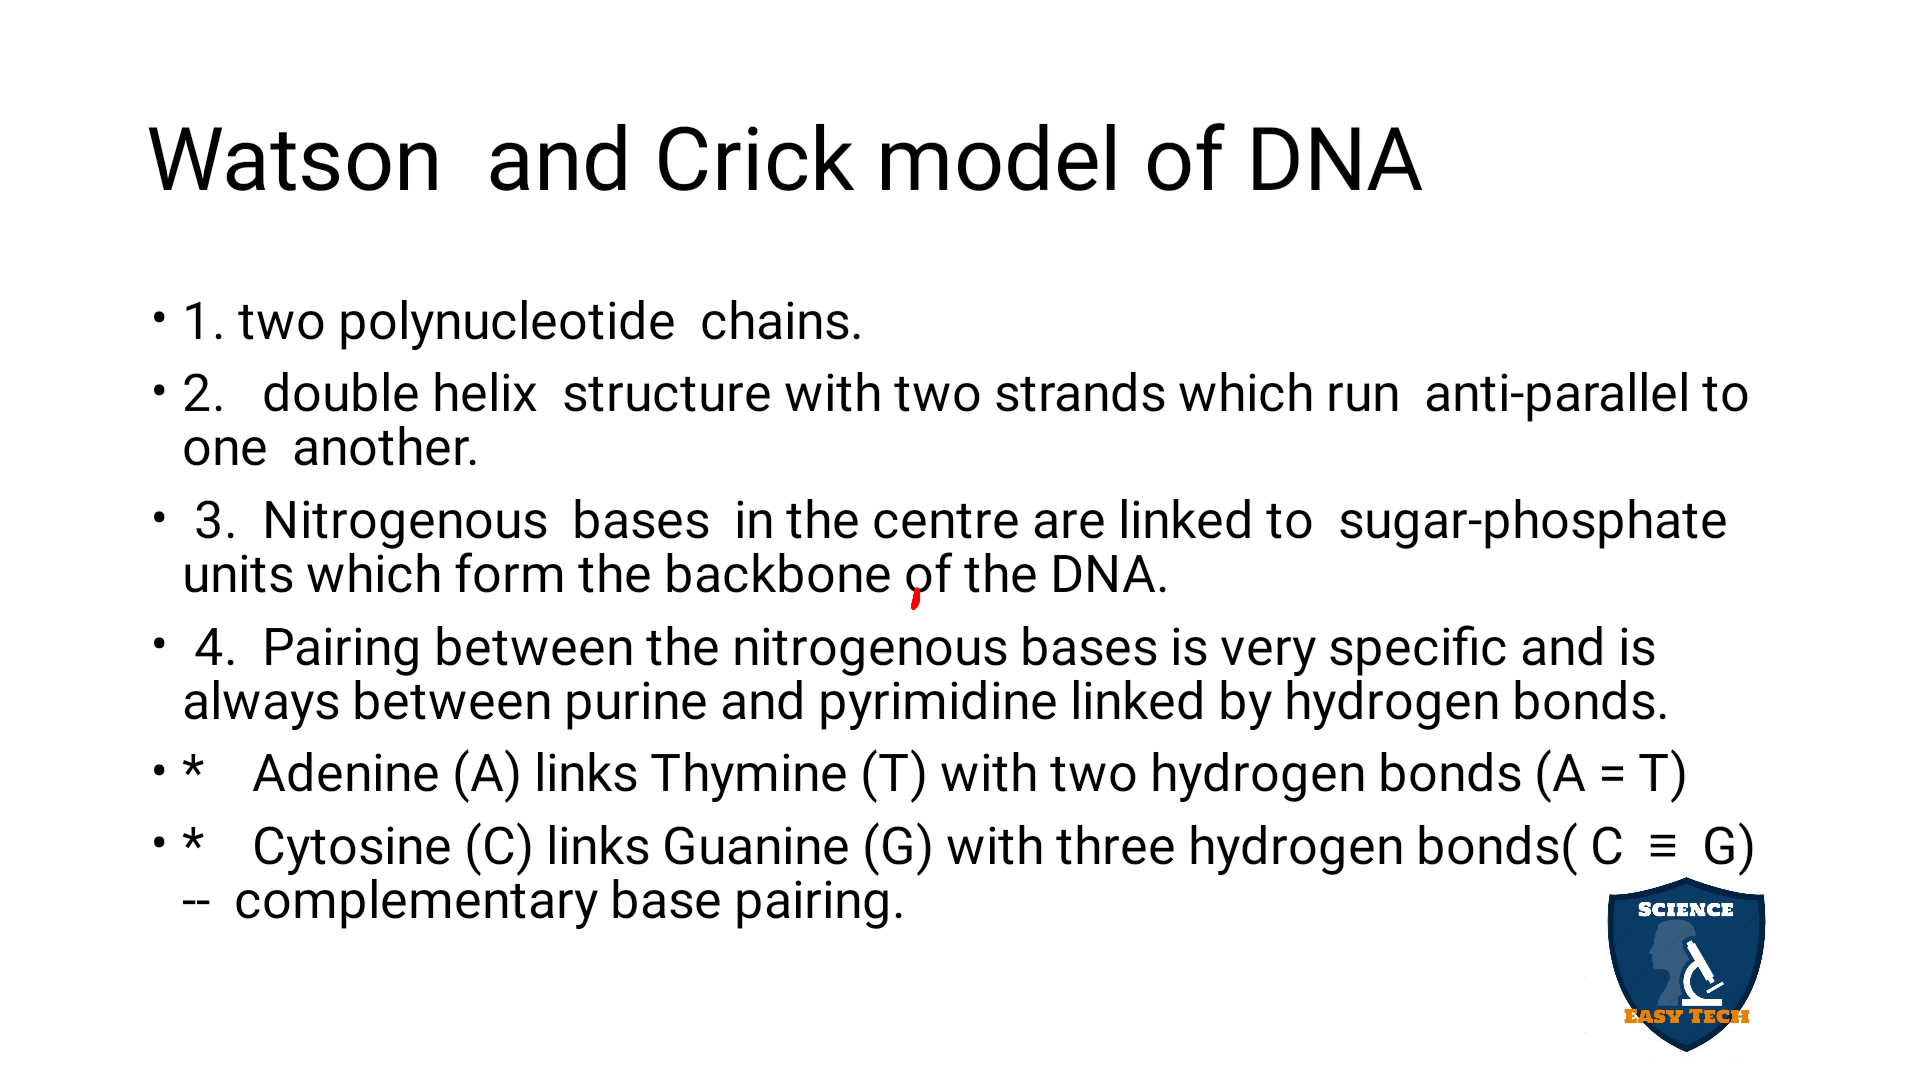 Watson  and Crick model of DNA
• 1. two polynucleotide  chains.
• 2.   double helix  structure with two strands which run  anti-parallel to
one  another.
•  3.  Nitrogenous  bases  in the centre are linked to  sugar-phosphate
units which form the backbone of the DNA.
•  4.  Pairing between the nitrogenous bases is very specific and is
always between purine and pyrimidine linked by hydrogen bonds.
• *    Adenine (A) links Thymine (T) with two hydrogen bonds (A = T)
• *    Cytosine (C) links Guanine (G) with three hydrogen bonds( C  ≡  G)
--  complementary base pairing.
SCIENCE
EASY TECH